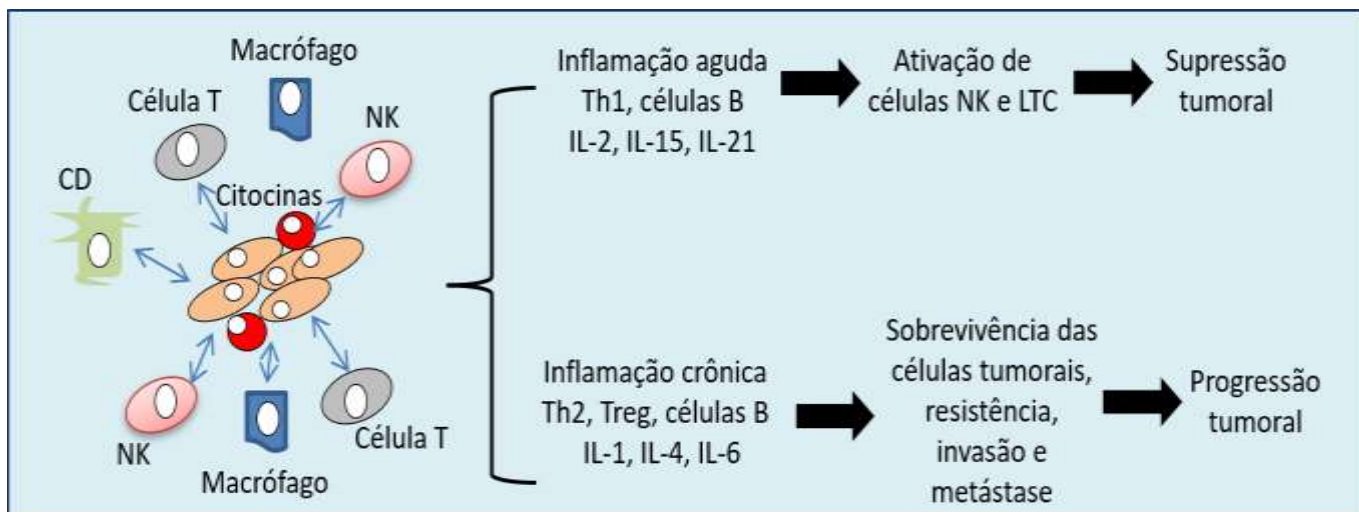 Macrófago
Célula T
NK
CD
Citocinas
NK
Macrófago
Célula T
Inflamação aguda
Th1, células B
IL-2, IL-15, IL-21
Ativação de
células NK e LTC
Supressão
tumoral
Inflamação crônica
Th2, Treg, células B
IL-1, IL-4, IL-6
Sobrevivência das
células tumorais,
resistência,
invasão e
metástase
Progressão
tumoral